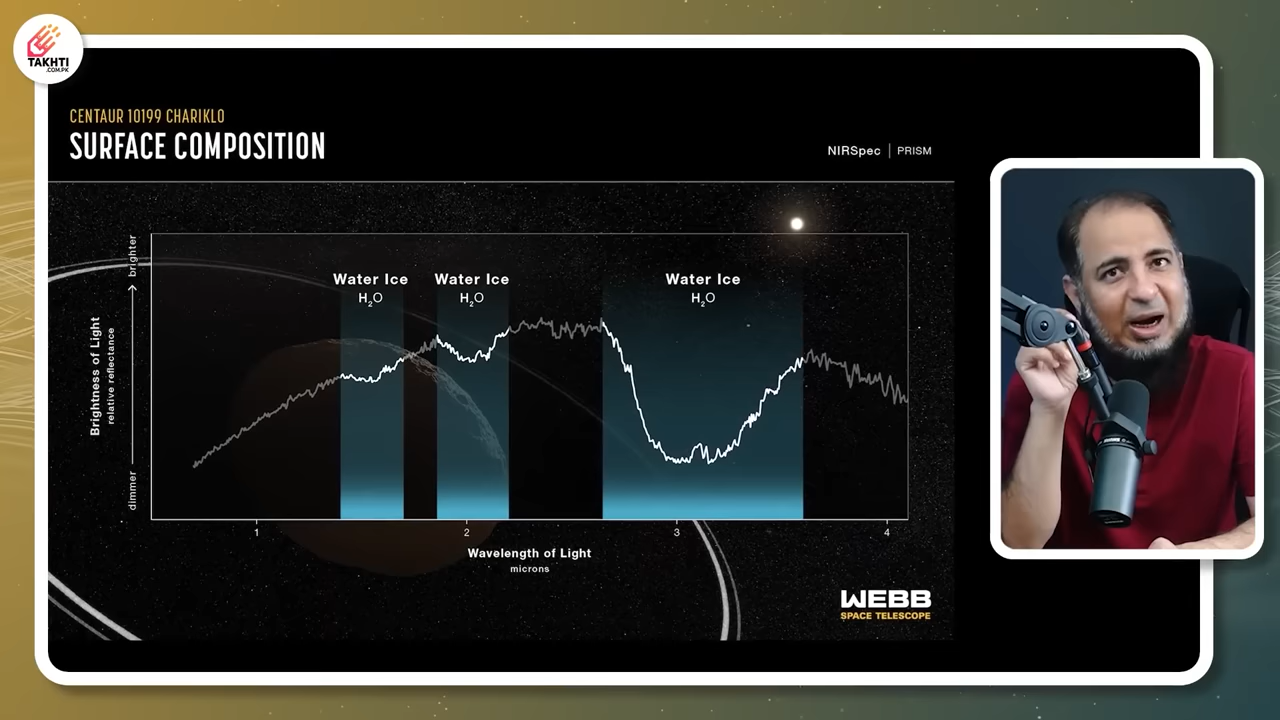 TAKHTI
.COM.PK
CENTAUR 10199 CHARIKLO
SURFACE COMPOSITION
NIRSpec | PRISM
Water Ice
H₂O
Water Ice
H₂O
Water Ice
H₂O
brighter
Brightness of Light
relative reflectance
dimmer
1 2 3 4
Wavelength of Light
microns
WEBB
SPACE TELESCOPE